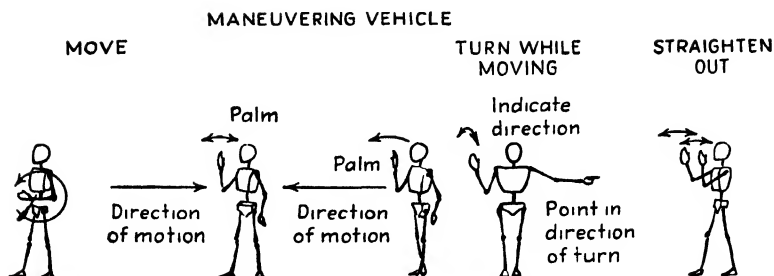 MANEUVERING VEHICLE
MOVE
TURN WHILE
MOVING
STRAIGHTEN
OUT
Palm
Indicate
direction
Palm
Direction
of motion
Direction
of motion
Point in
direction
of turn